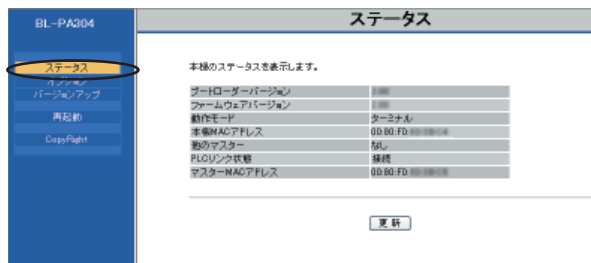 BL-PA304
ステータス
ステータス
オプション
バージョンアップ
再起動
CopyRight
本機のステータスを表示します。
ブートローダーバージョン
ファームウェアバージョン
動作モード ターミナル
本機MACアドレス 00:80:F0:
他のマスター なし
PLCリンク状態 接続
マスターMACアドレス 00:80:F0:
更新